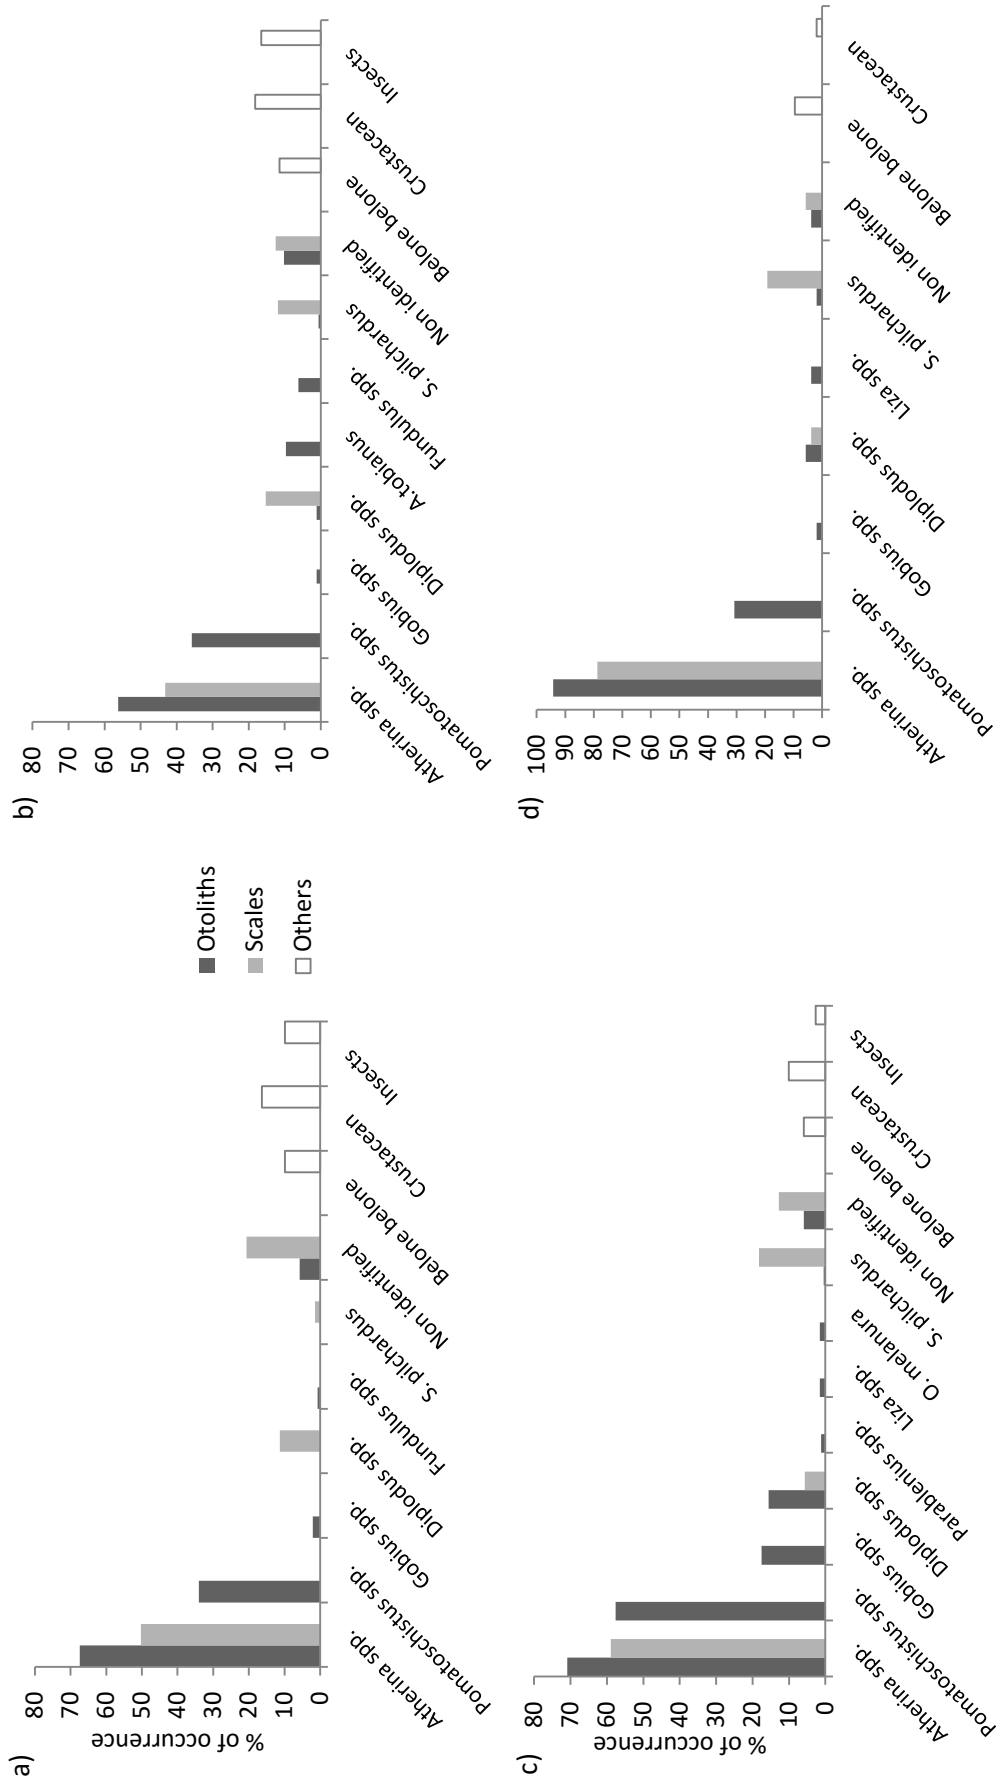 a)
% of occurrence
80
70
60
50
40
30
20
10
0
Atherina spp.
Pomatoschistus spp.
Gobius spp.
Diplodus spp.
Fundulus spp.
S. pilchardus
Non identified
Belone belone
Crustacean
Insects
Otoliths
Scales
Others
b)
80
70
60
50
40
30
20
10
0
Atherina spp.
Pomatoschistus spp.
Gobius spp.
Diplodus spp.
A.tobianus
Fundulus spp.
S. pilchardus
Non identified
Belone belone
Crustacean
Insects
c)
% of occurrence
80
70
60
50
40
30
20
10
0
Atherina spp.
Pomatoschistus spp.
Gobius spp.
Diplodus spp.
Parablenius spp.
Liza spp.
O. melanura
S. pilchardus
Non identified
Belone belone
Crustacean
Insects
d)
100
90
80
70
60
50
40
30
20
10
0
Atherina spp.
Pomatoschistus spp.
Gobius spp.
Diplodus spp.
Liza spp.
S. pilchardus
Non identified
Belone belone
Crustacean